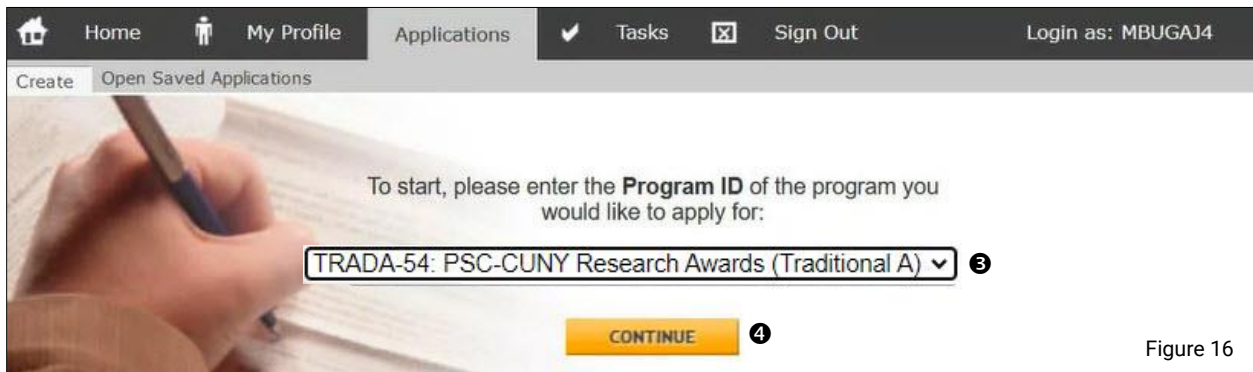 Home My Profile Applications Tasks Sign Out Login as: MBUGAJ4
Create Open Saved Applications
To start, please enter the Program ID of the program you
would like to apply for:
TRADA-54: PSC-CUNY Research Awards (Traditional A) ❸
CONTINUE ❹
Figure 16